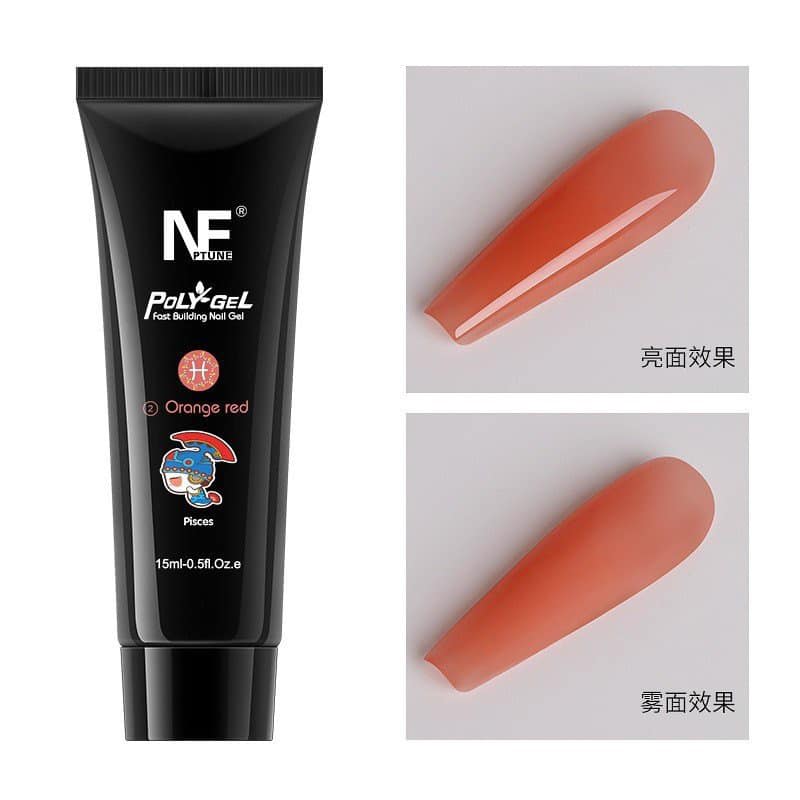 NF®
PTUNE
POLY-GEL
Fast Building Nail Gel
H
② Orange red
Pisces
15ml-0.5fl.Oz.e
亮面效果
雾面效果